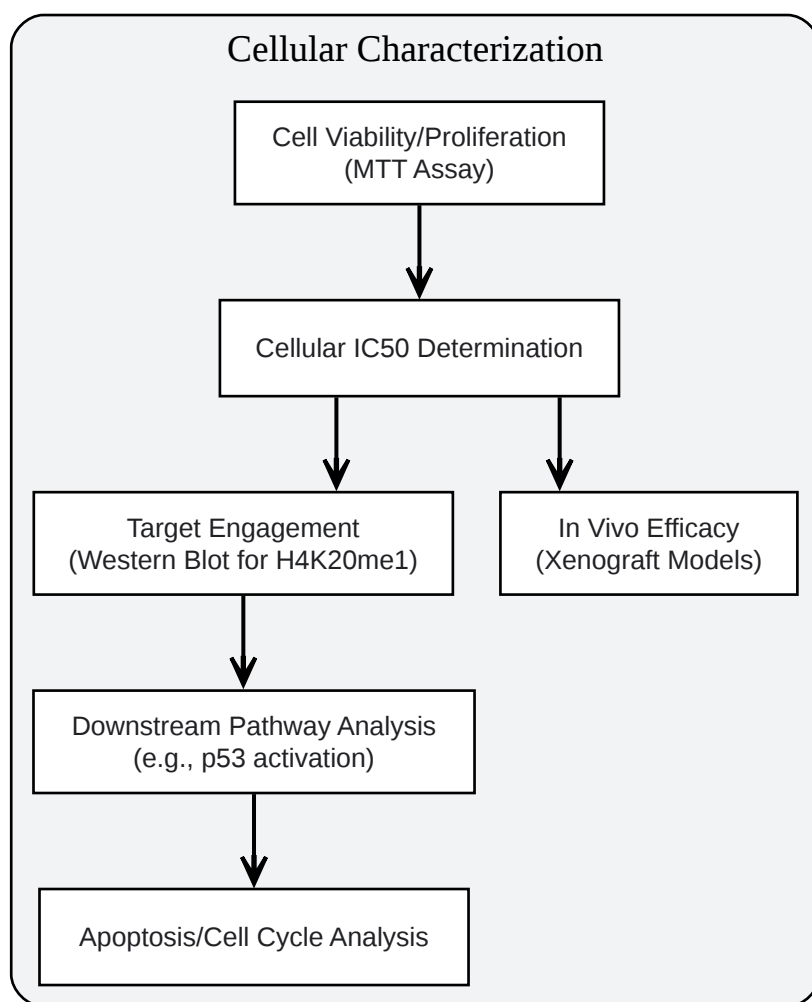 Cellular Characterization
Cell Viability/Proliferation
(MTT Assay)
Cellular IC50 Determination
Target Engagement
(Western Blot for H4K20me1)
In Vivo Efficacy
(Xenograft Models)
Downstream Pathway Analysis
(e.g., p53 activation)
Apoptosis/Cell Cycle Analysis